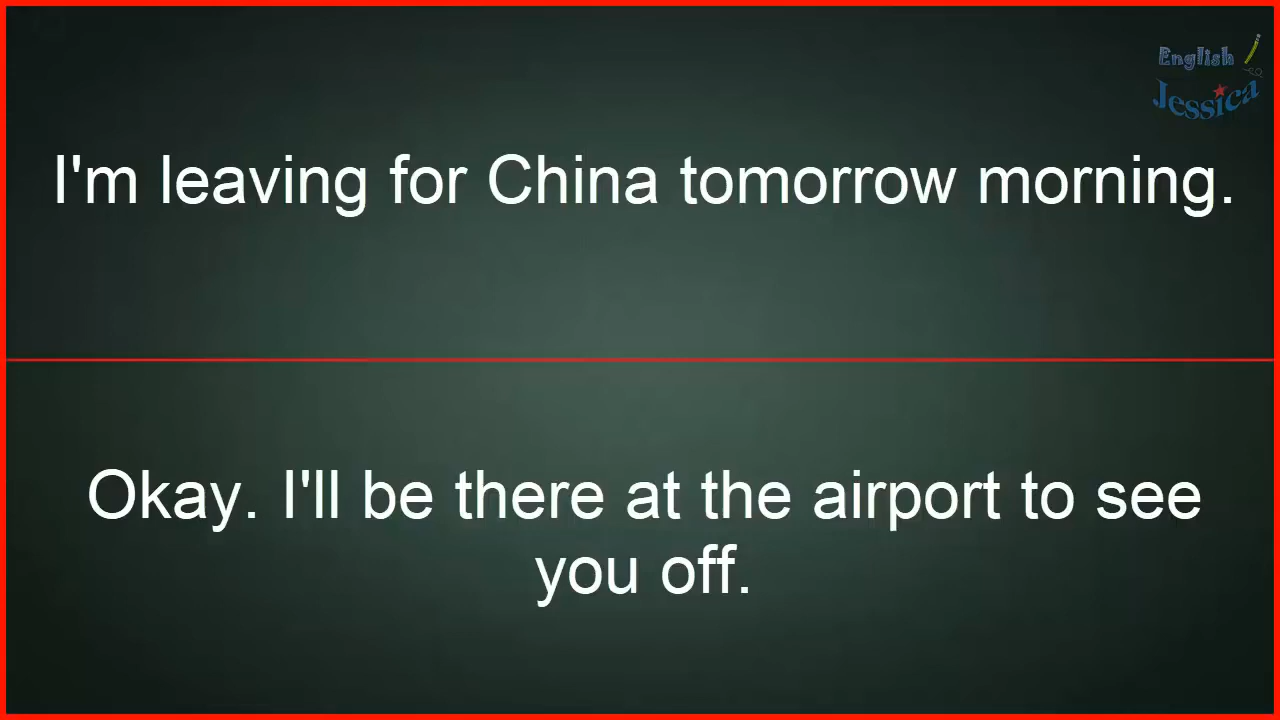 English
Jessica
I'm leaving for China tomorrow morning.
Okay. I'll be there at the airport to see
you off.